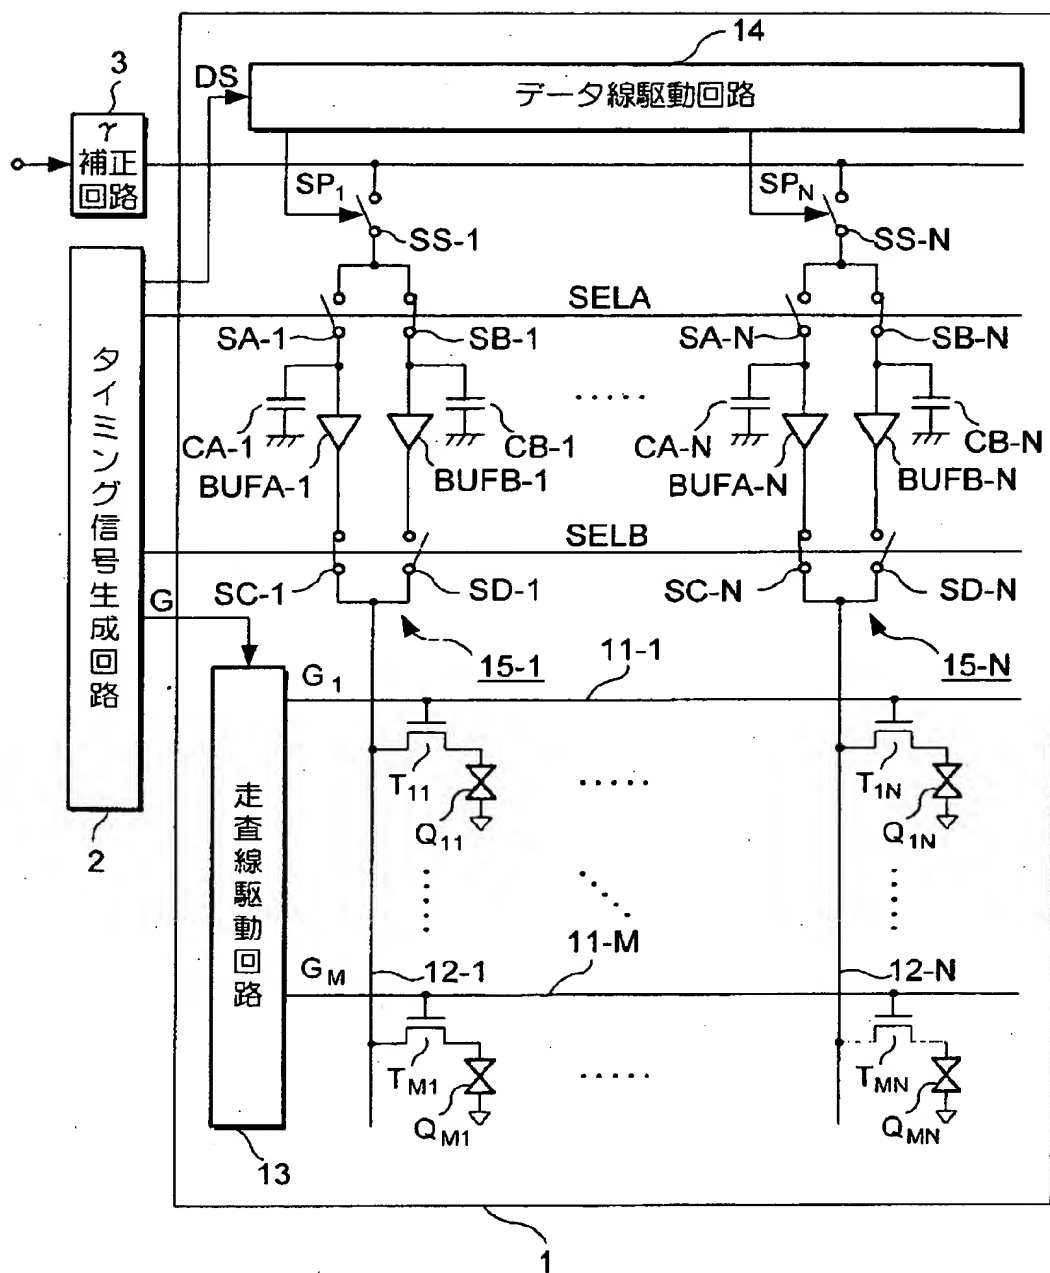 14
3
DS
データ線駆動回路
γ
補正
回路
SP1
SPN
SS-1
SS-N
SELA
SA-1
SB-1
SA-N
SB-N
CA-1
CB-1
.....
CA-N
CB-N
BUFA-1
BUFB-1
BUFA-N
BUFB-N
タイミング信号生成回路
SELB
SC-1
SD-1
SC-N
SD-N
G
15-1
15-N
G1
11-1
T11
.....
T1N
Q11
Q1N
2
走査線駆動回路
11-M
GM
12-1
12-N
TM1
.....
TMN
QM1
QMN
13
1